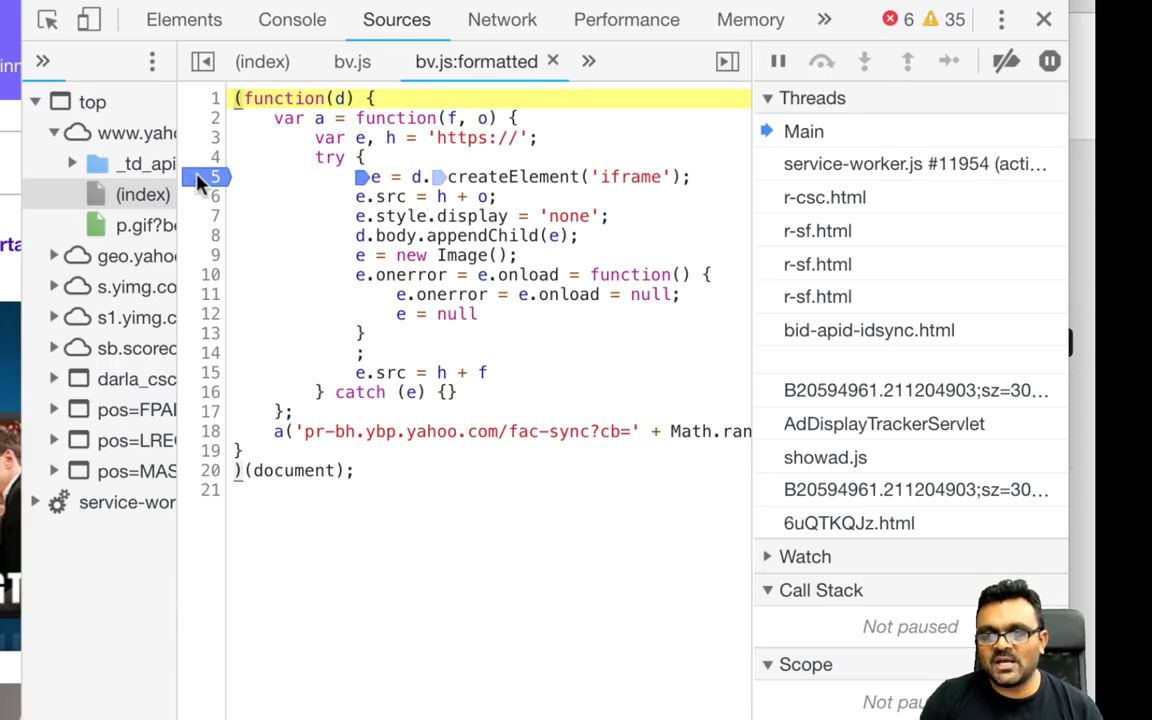 Elements Console Sources Network Performance Memory » 6 35
» (index) bv.js bv.js:formatted × »
top
www.yaho
_td_api
(index)
p.gif?be
geo.yahoo
s.yimg.co
s1.yimg.c
sb.scorec
darla_csc
pos=FPAI
pos=LREC
pos=MAS
service-wor
1 (function(d) {
2 var a = function(f, o) {
3 var e, h = 'https://';
4 try {
5 e = d.createElement('iframe');
6 e.src = h + o;
7 e.style.display = 'none';
8 d.body.appendChild(e);
9 e = new Image();
10 e.onerror = e.onload = function() {
11 e.onerror = e.onload = null;
12 e = null
13 }
14 ;
15 e.src = h + f
16 } catch (e) {}
17 };
18 a('pr-bh.ybp.yahoo.com/fac-sync?cb=' + Math.ran
19 }
20 )(document);
21
Threads
Main
service-worker.js #11954 (acti...
r-csc.html
r-sf.html
r-sf.html
r-sf.html
bid-apid-idsync.html
B20594961.211204903;sz=30...
AdDisplayTrackerServlet
showad.js
B20594961.211204903;sz=30...
6uQTKQJz.html
Watch
Call Stack
Not paused
Scope
Not pau